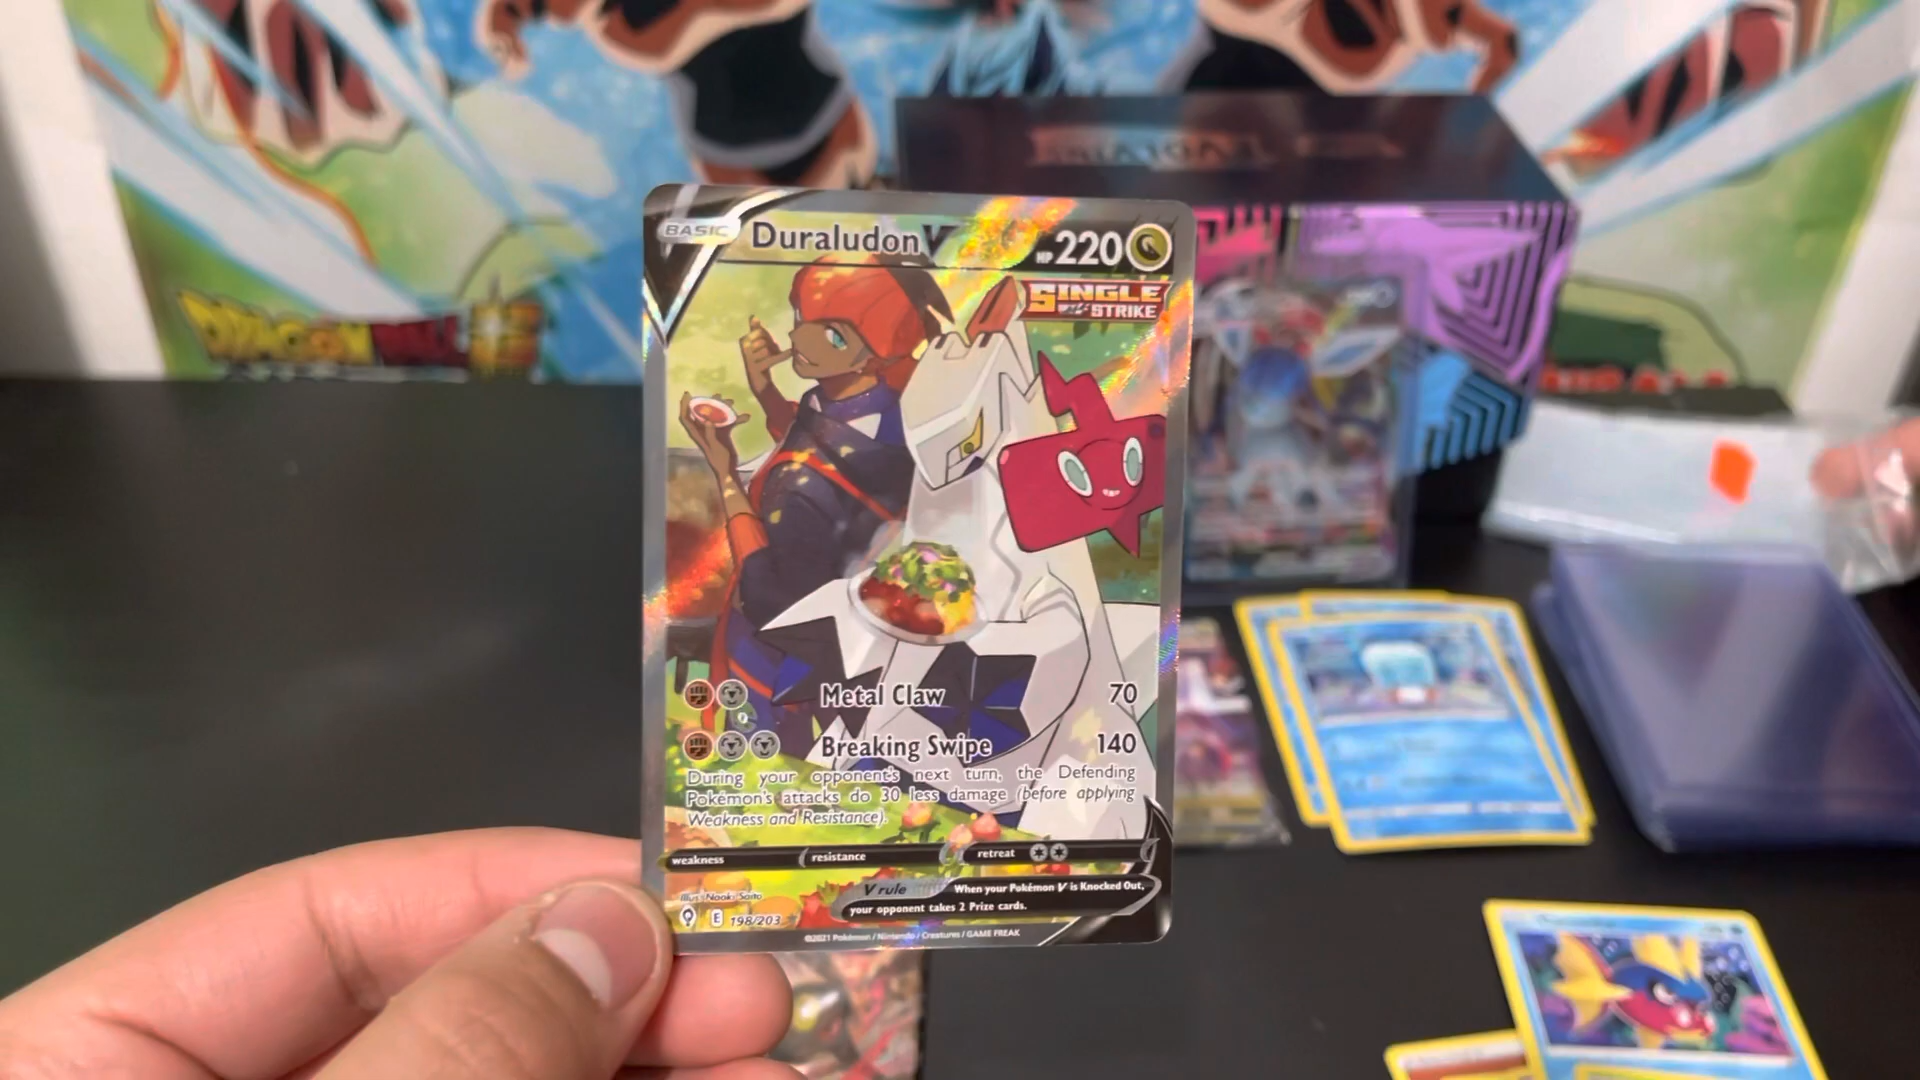 BASIC Duraludon V HP 220
SINGLE
STRIKE
DRAGON BALL
Metal Claw 70
Breaking Swipe 140
During your opponent's next turn, the Defending
Pokémon's attacks do 30 less damage (before applying
Weakness and Resistance).
weakness resistance retreat
Illus. Naoki Saito
V rule When your Pokémon V is Knocked Out,
your opponent takes 2 Prize cards.
E 198/203
©2021 Pokémon / Nintendo / Creatures / GAME FREAK